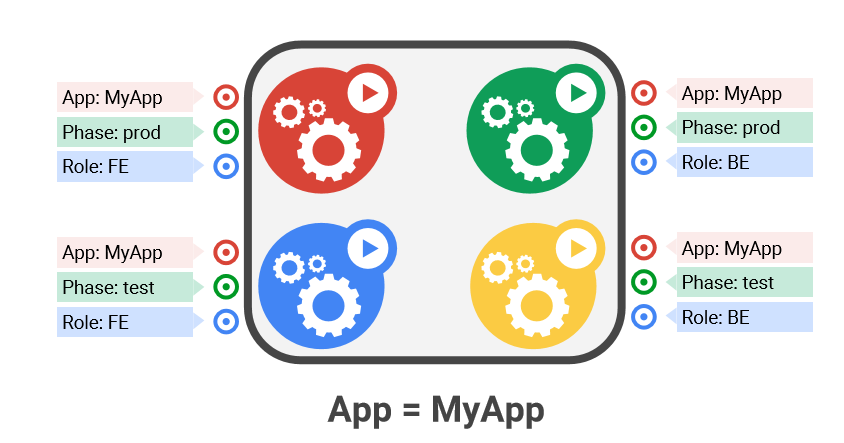 App: MyApp
Phase: prod
Role: FE
App: MyApp
Phase: prod
Role: BE
App: MyApp
Phase: test
Role: FE
App: MyApp
Phase: test
Role: BE
App = MyApp